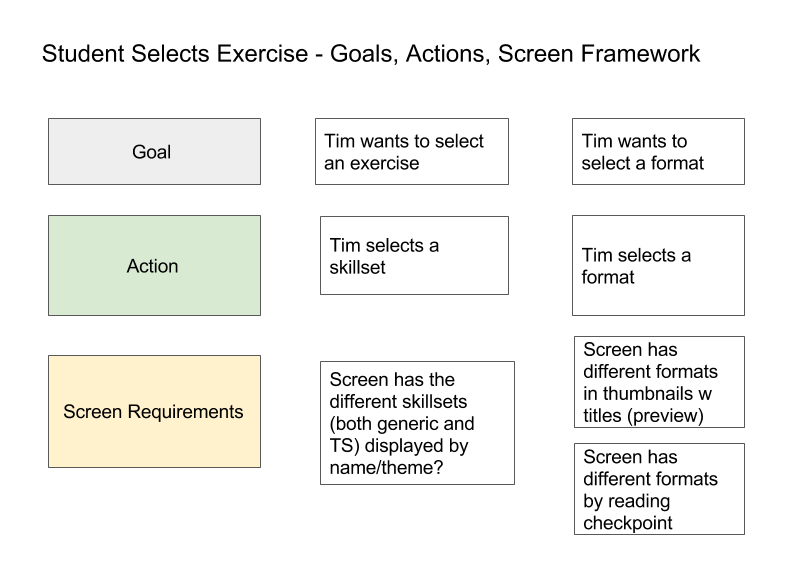 Student Selects Exercise - Goals, Actions, Screen Framework
Goal
Tim wants to select
an exercise
Tim wants to
select a format
Action
Tim selects a
skillset
Tim selects a
format
Screen Requirements
Screen has the
different skillsets
(both generic and
TS) displayed by
name/theme?
Screen has
different formats
in thumbnails w
titles (preview)
Screen has
different formats
by reading
checkpoint